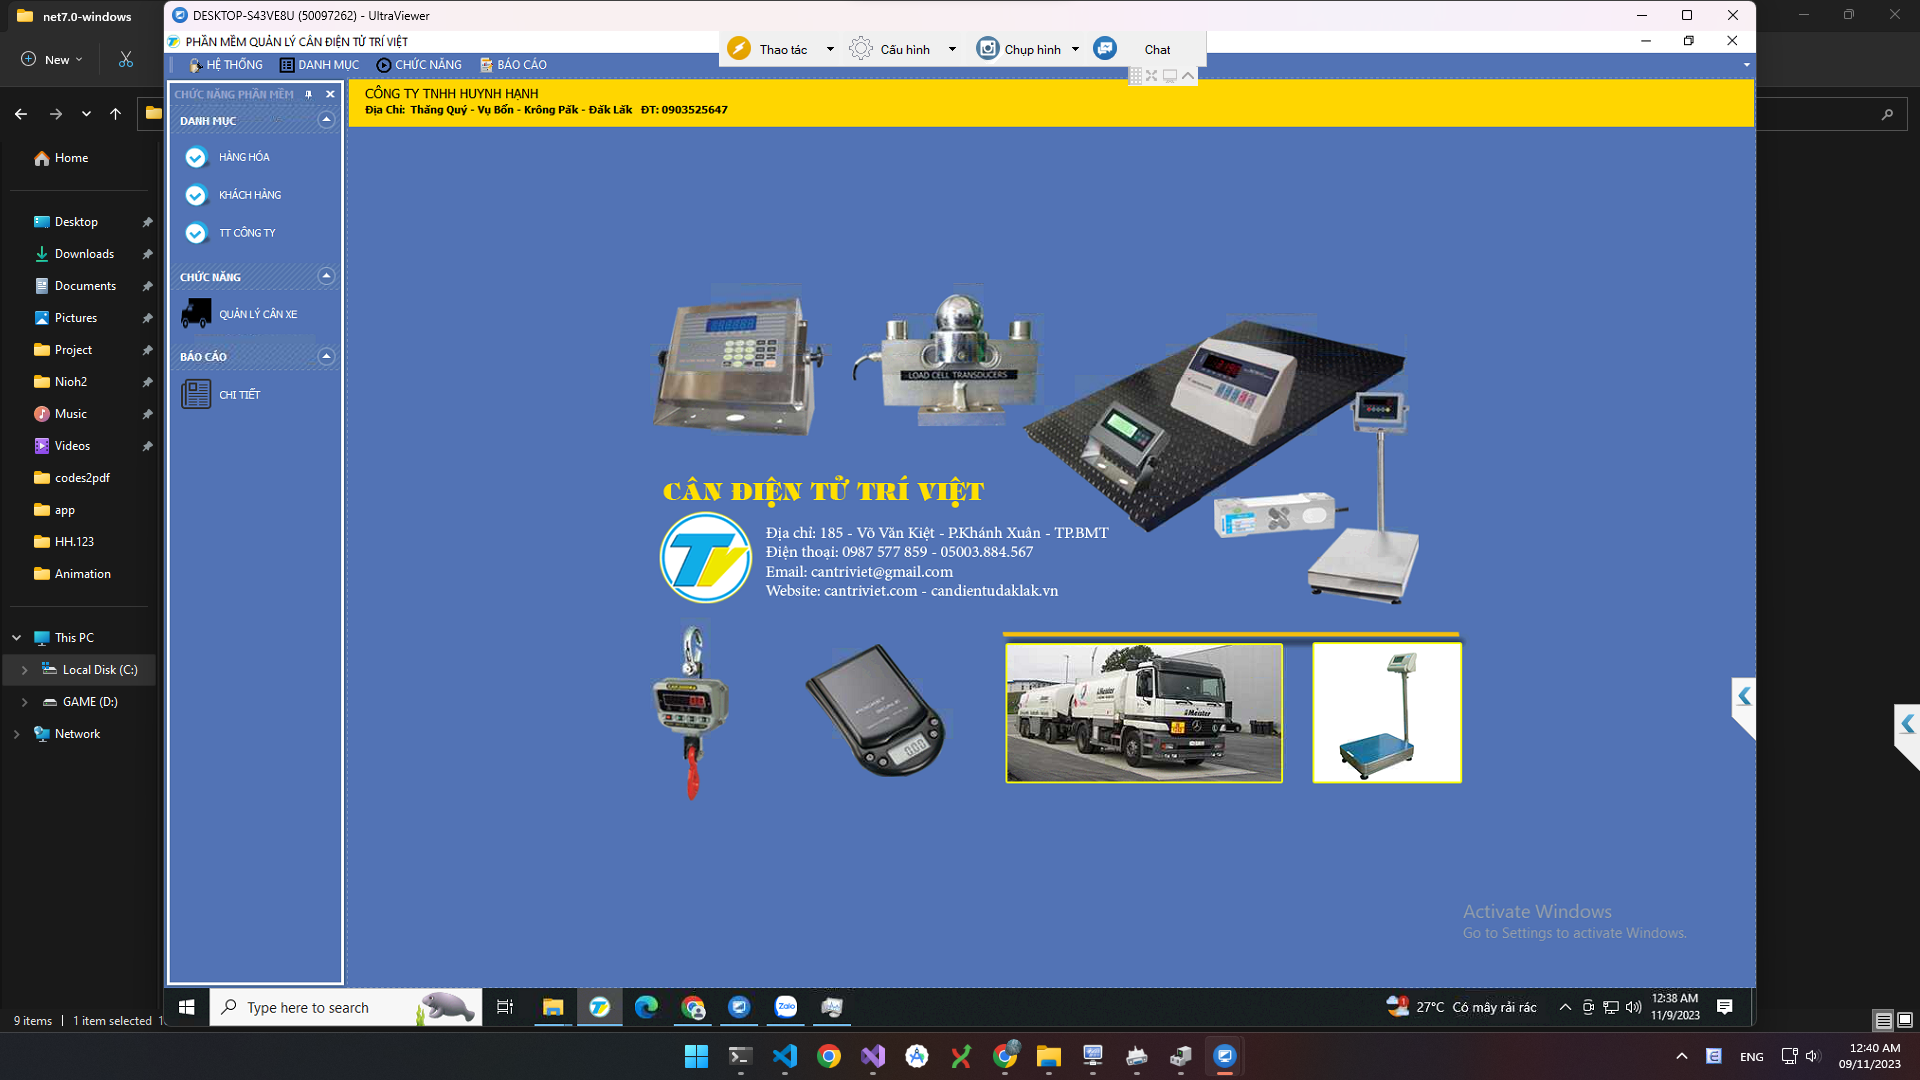 net7.0-windows
DESKTOP-S43VE8U (50097262) - UltraViewer
PHẦN MỀM QUẢN LÝ CÂN ĐIỆN TỬ TRÍ VIỆT
Thao tác
Cấu hình
Chụp hình
Chat
New
HỆ THỐNG
DANH MỤC
CHỨC NĂNG
BÁO CÁO
CHỨC NĂNG PHẦN MỀM
CÔNG TY TNHH HUYNH HẠNH
Địa Chỉ: Thắng Quý - Vụ Bổn - Krông Pắk - Đắk Lắk ĐT: 0903525647
DANH MỤC
HÀNG HÓA
KHÁCH HÀNG
TT CÔNG TY
CHỨC NĂNG
QUẢN LÝ CÂN XE
BÁO CÁO
CHI TIẾT
Home
Desktop
Downloads
Documents
Pictures
Project
Nioh2
Music
Videos
codes2pdf
app
HH.123
Animation
This PC
Local Disk (C:)
GAME (D:)
Network
LOAD CELL TRANSDUCERS
CÂN ĐIỆN TỬ TRÍ VIỆT
Địa chỉ: 185 - Võ Văn Kiệt - P.Khánh Xuân - TP.BMT
Điện thoại: 0987 577 859 - 05003.884.567
Email: cantriviet@gmail.com
Website: cantriviet.com - candientudaklak.vn
TV
Meister
Activate Windows
Go to Settings to activate Windows.
Type here to search
Zalo
27°C Có mây rải rác
12:38 AM
11/9/2023
9 items
1 item selected
ENG
12:40 AM
09/11/2023